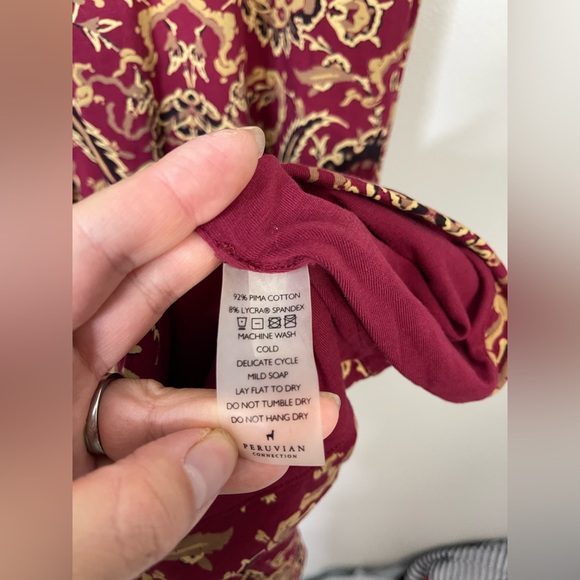 92% PIMA COTTON
8% LYCRA® SPANDEX
MACHINE WASH
COLD
DELICATE CYCLE
MILD SOAP
LAY FLAT TO DRY
DO NOT TUMBLE DRY
DO NOT HANG DRY
PERUVIAN
CONNECTION